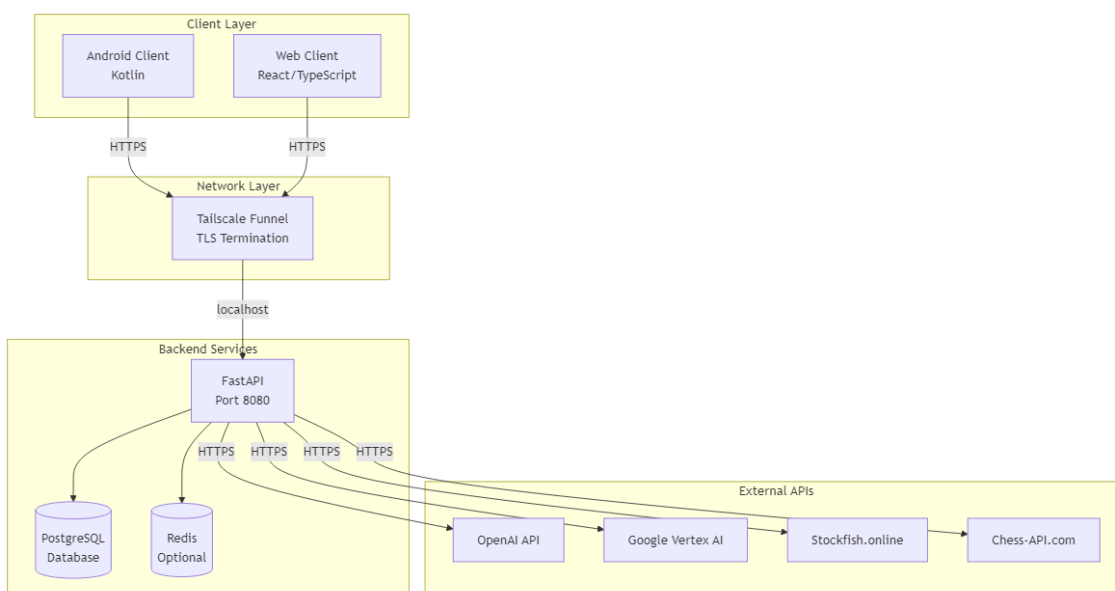 Client Layer
Android Client
Kotlin
Web Client
React/TypeScript
HTTPS
HTTPS
Network Layer
Tailscale Funnel
TLS Termination
localhost
Backend Services
FastAPI
Port 8080
HTTPS
HTTPS
HTTPS
HTTPS
PostgreSQL
Database
Redis
Optional
External APIs
OpenAI API
Google Vertex AI
Stockfish.online
Chess-API.com